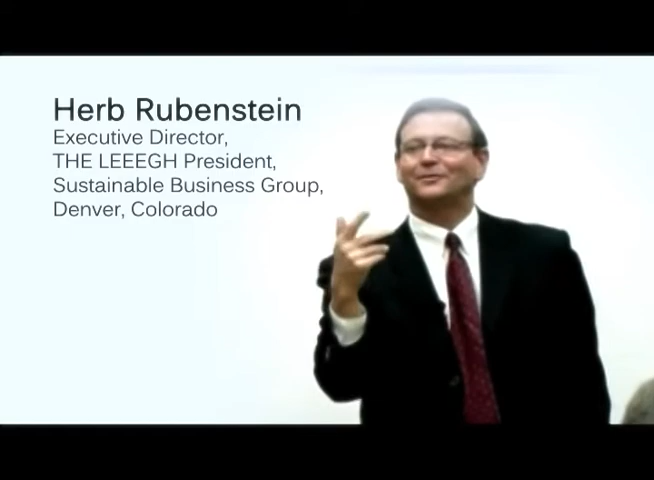 Herb Rubenstein
Executive Director,
THE LEEEGH President,
Sustainable Business Group,
Denver, Colorado